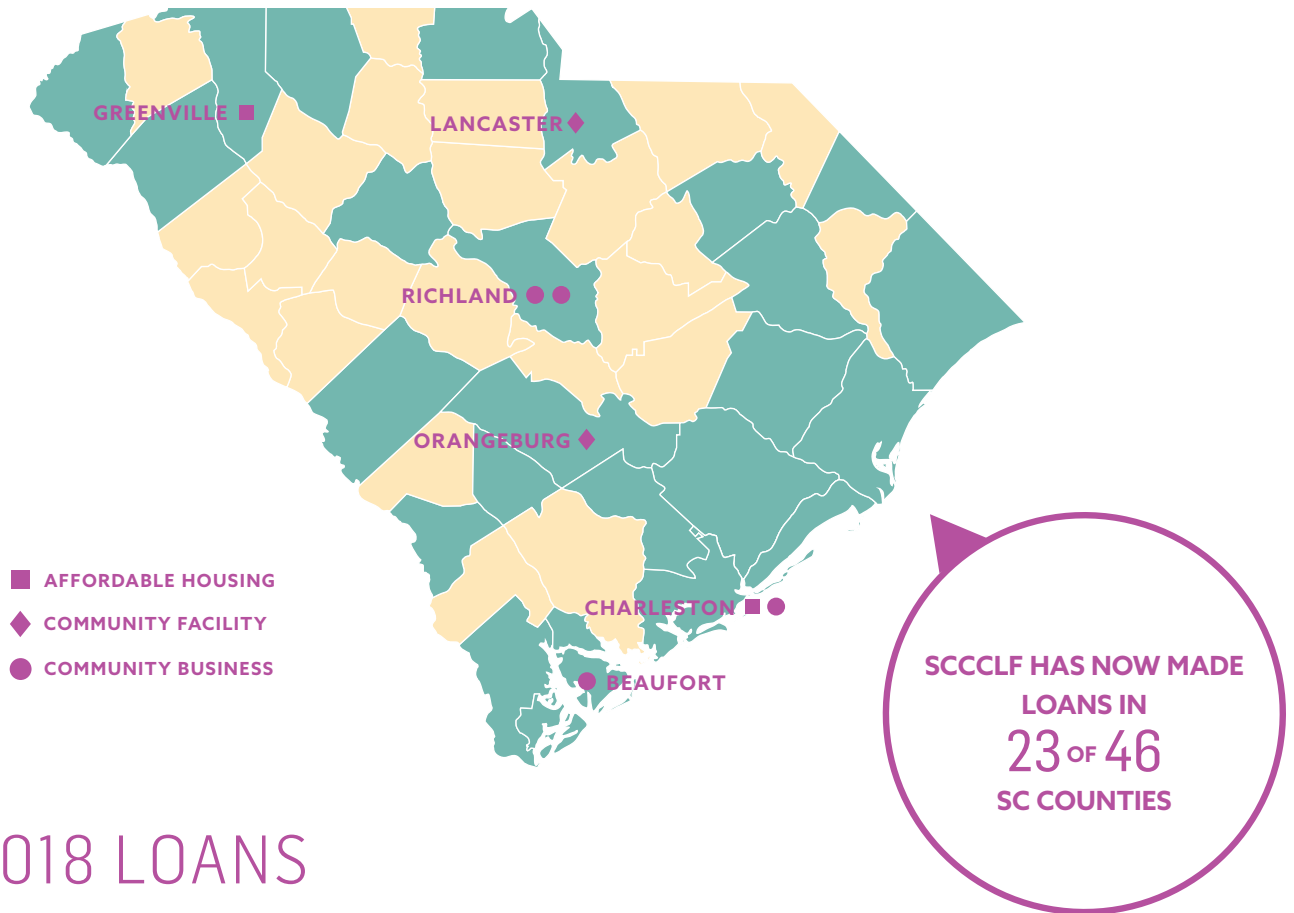 GREENVILLE
LANCASTER
RICHLAND
ORANGEBURG
AFFORDABLE HOUSING
COMMUNITY FACILITY
COMMUNITY BUSINESS
CHARLESTON
BEAUFORT
SCCCLF HAS NOW MADE
LOANS IN
23 OF 46
SC COUNTIES
018 LOANS